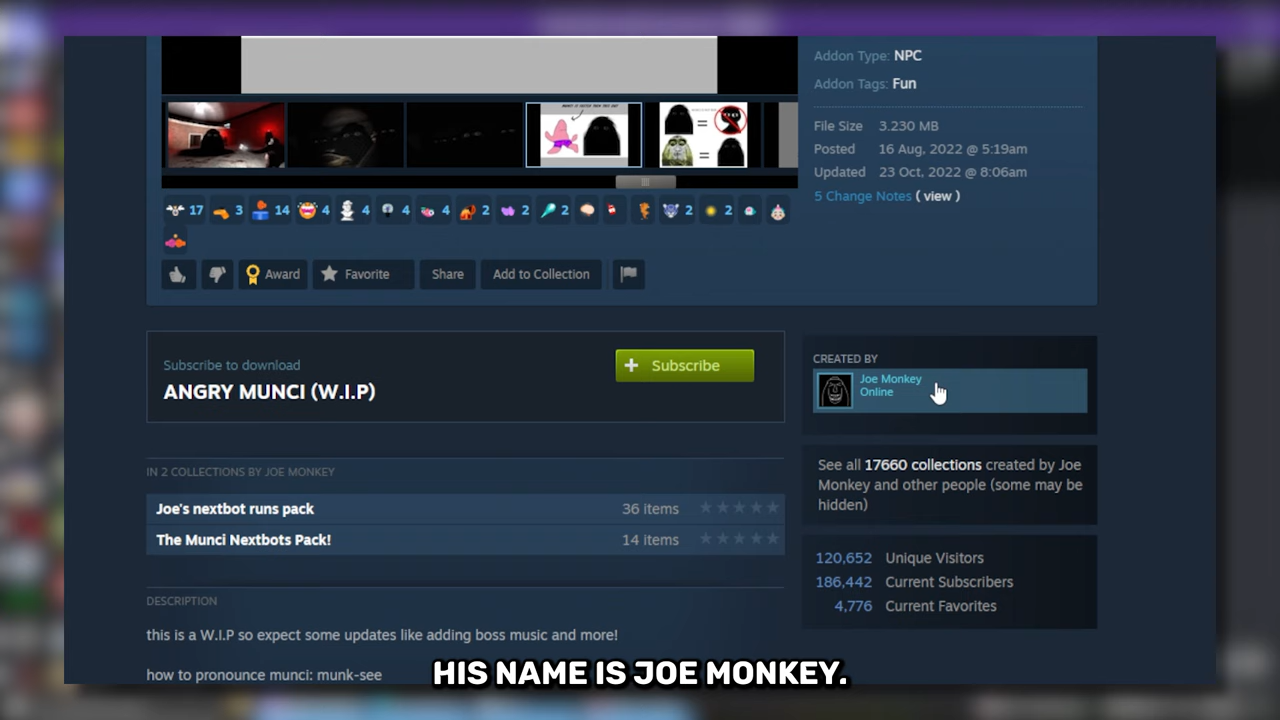 Addon Type: NPC
Addon Tags: Fun
File Size 3.230 MB
Posted 16 Aug, 2022 @ 5:19am
Updated 23 Oct, 2022 @ 8:06am
5 Change Notes ( view )
17 3 14 4 4 4 4 2 2 2 2 2
Award Favorite Share Add to Collection
Subscribe to download
ANGRY MUNCI (W.I.P)
+ Subscribe
CREATED BY
Joe Monkey
Online
See all 17660 collections created by Joe
Monkey and other people (some may be
hidden)
IN 2 COLLECTIONS BY JOE MONKEY
Joe's nextbot runs pack 36 items
The Munci Nextbots Pack! 14 items
120,652 Unique Visitors
186,442 Current Subscribers
4,776 Current Favorites
DESCRIPTION
this is a W.I.P so expect some updates like adding boss music and more!
how to pronounce munci: munk-see
HIS NAME IS JOE MONKEY.